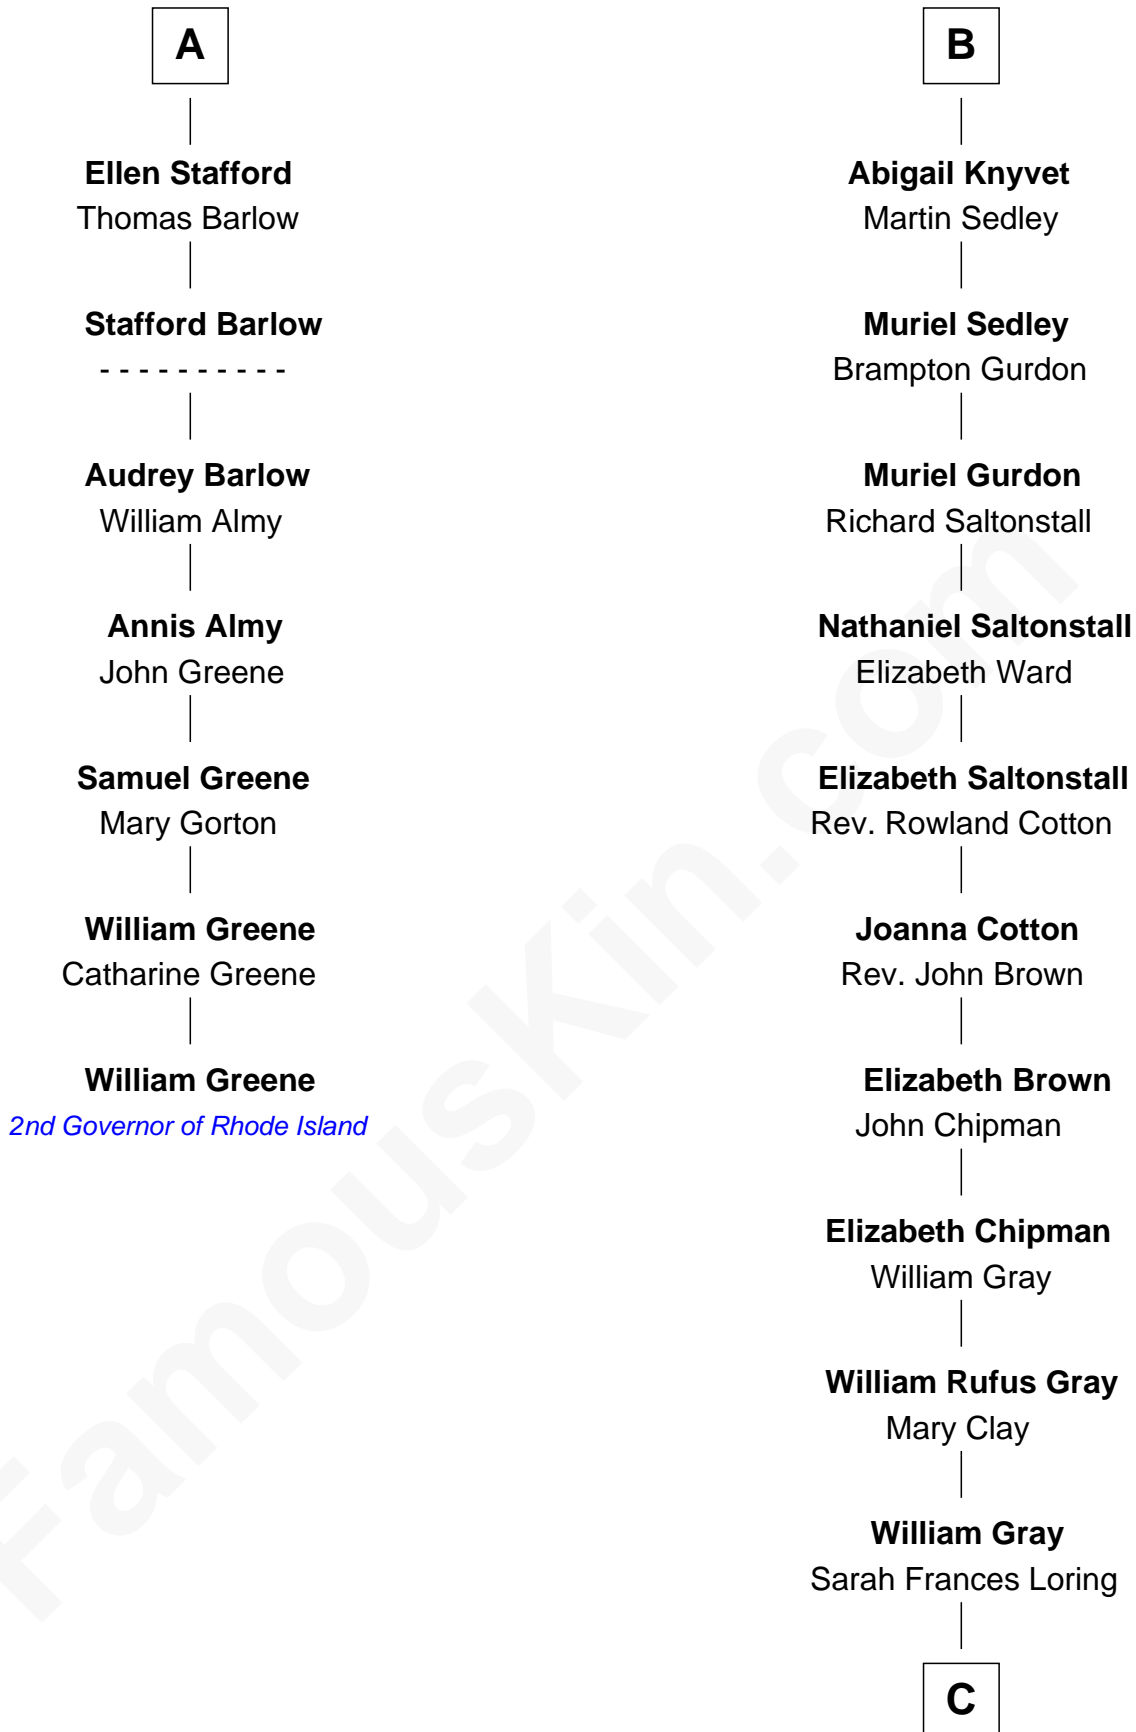 A
Ellen Stafford
Thomas Barlow
Stafford Barlow
- - - - - - - - - -
Audrey Barlow
William Almy
Annis Almy
John Greene
Samuel Greene
Mary Gorton
William Greene
Catharine Greene
William Greene
2nd Governor of Rhode Island
B
Abigail Knyvet
Martin Sedley
Muriel Sedley
Brampton Gurdon
Muriel Gurdon
Richard Saltonstall
Nathaniel Saltonstall
Elizabeth Ward
Elizabeth Saltonstall
Rev. Rowland Cotton
Joanna Cotton
Rev. John Brown
Elizabeth Brown
John Chipman
Elizabeth Chipman
William Gray
William Rufus Gray
Mary Clay
William Gray
Sarah Frances Loring
C
FamousKin.com